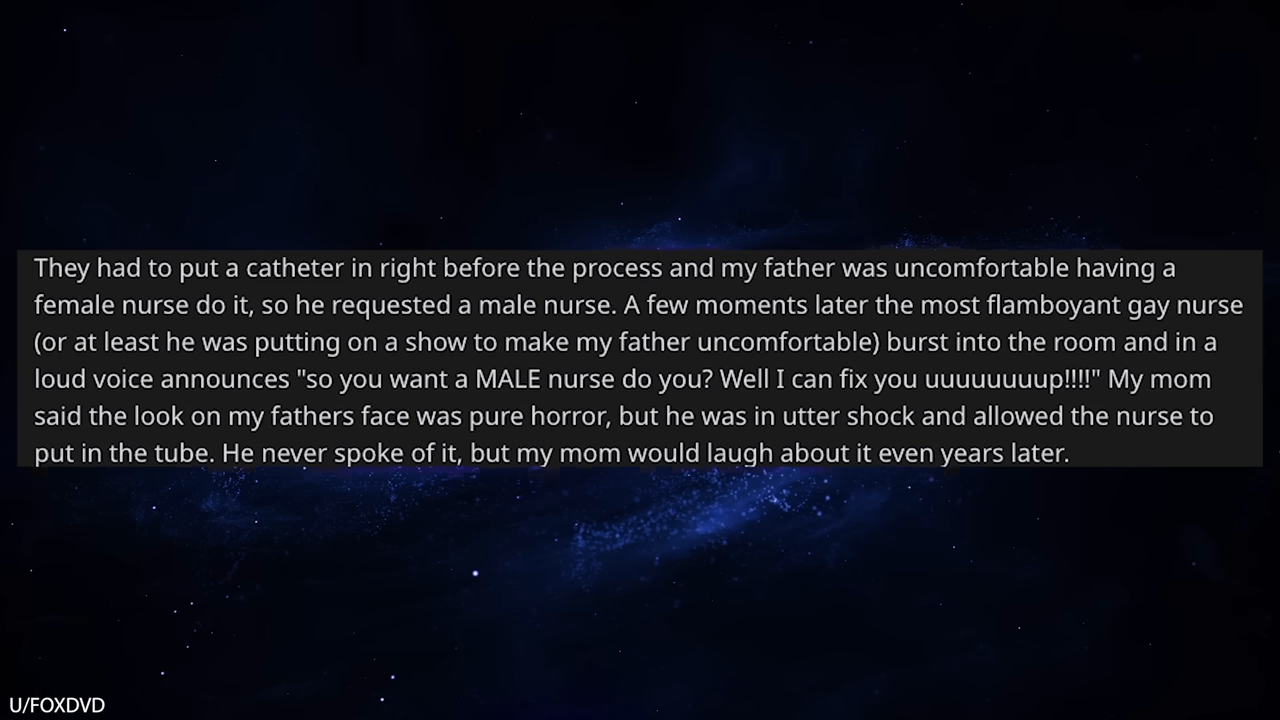 They had to put a catheter in right before the process and my father was uncomfortable having a
female nurse do it, so he requested a male nurse. A few moments later the most flamboyant gay nurse
(or at least he was putting on a show to make my father uncomfortable) burst into the room and in a
loud voice announces "so you want a MALE nurse do you? Well I can fix you uuuuuuuup!!!!" My mom
said the look on my fathers face was pure horror, but he was in utter shock and allowed the nurse to
put in the tube. He never spoke of it, but my mom would laugh about it even years later.
U/FOXDVD